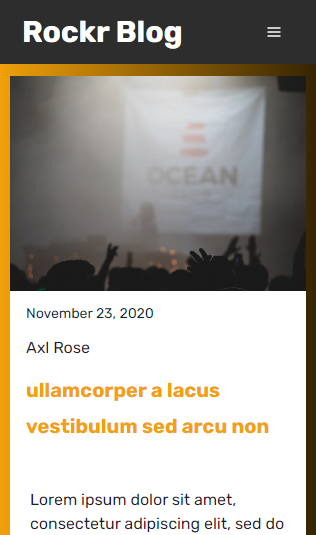 Rockr Blog
OCEAN
November 23, 2020
Axl Rose
ullamcorper a lacus
vestibulum sed arcu non
Lorem ipsum dolor sit amet,
consectetur adipiscing elit, sed do